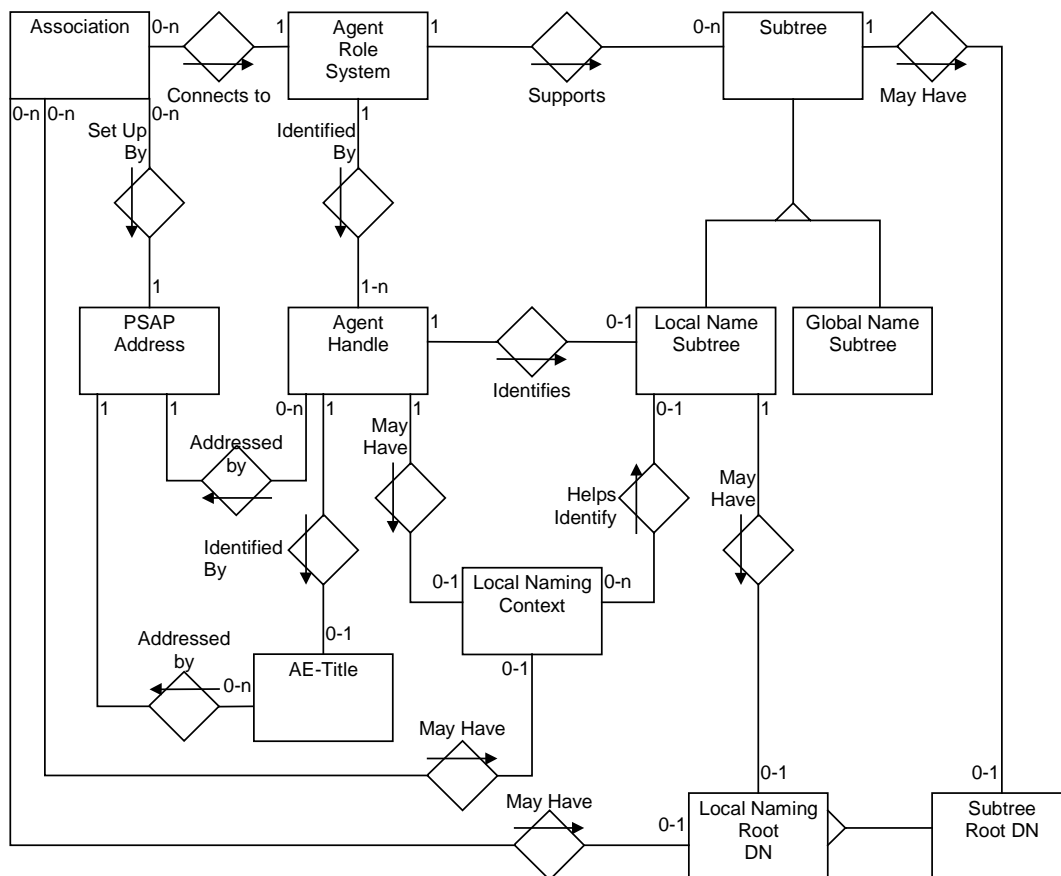 Association
0-n
1
Agent
Role
System
1
0-n
Subtree
1
Connects to
Supports
May Have
0-n
0-n
0-n
1
Set Up
By
Identified
By
1
1-n
PSAP
Address
Agent
Handle
1
0-1
Local Name
Subtree
Global Name
Subtree
Identifies
1
1
0-n
1
1
0-1
1
Addressed
by
May
Have
Helps
Identify
May
Have
Identified
By
0-1
Local Naming
Context
0-n
0-1
Addressed
by
0-n
AE-Title
0-1
May Have
0-1
0-1
May Have
0-1
Local Naming
Root
DN
Subtree
Root DN